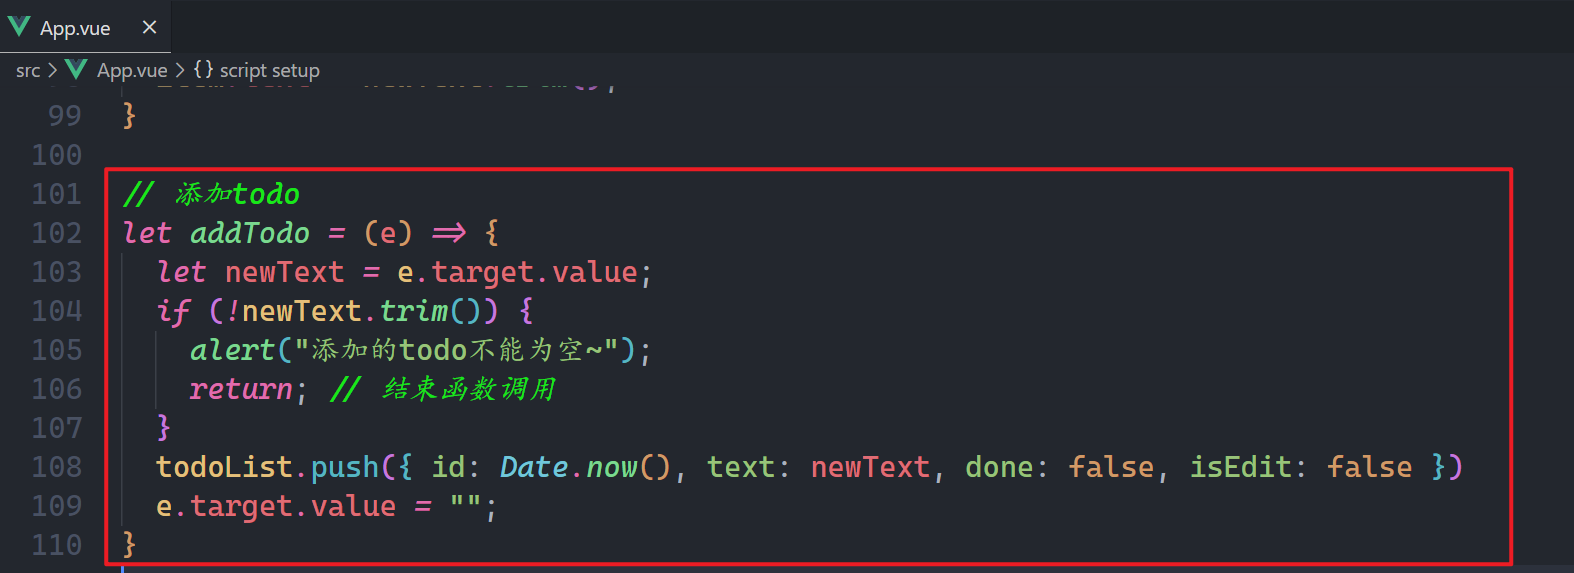 App.vue ×
src > App.vue > {} script setup
99 }
100
101 // 添加todo
102 let addTodo = (e) => {
103 let newText = e.target.value;
104 if (!newText.trim()) {
105 alert("添加的todo不能为空~");
106 return; // 结束函数调用
107 }
108 todoList.push({ id: Date.now(), text: newText, done: false, isEdit: false })
109 e.target.value = "";
110 }